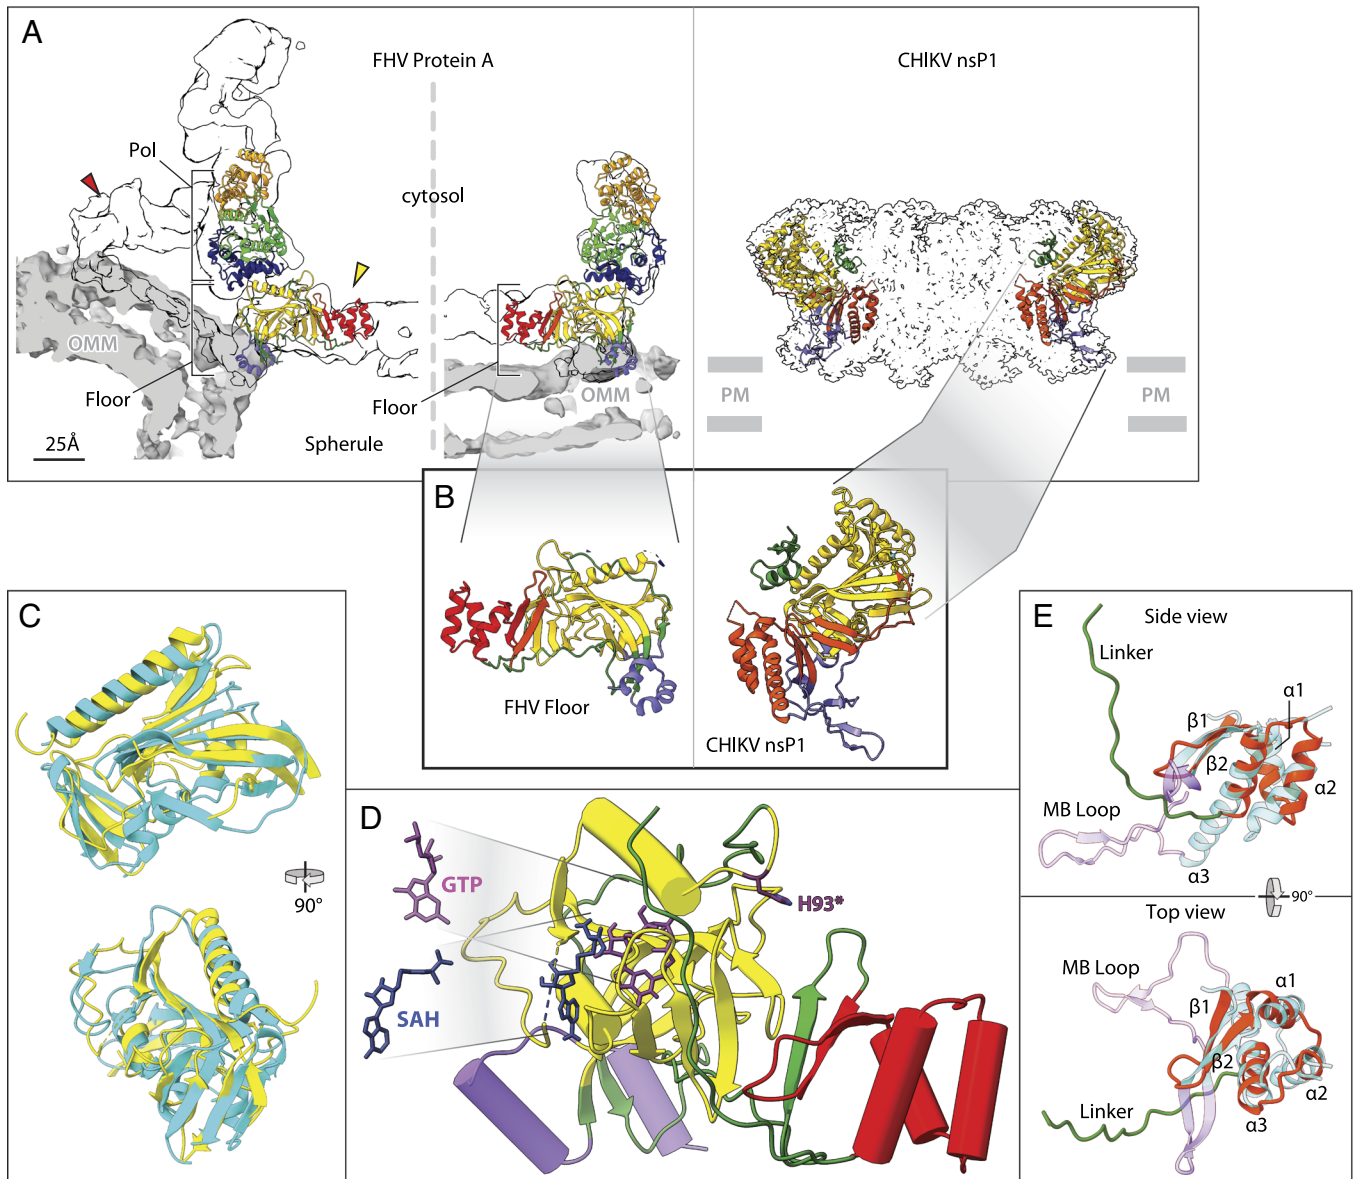 A
FHV Protein A
CHIKV nsP1
Pol
cytosol
OMM
Floor
25Å
Spherule
Floor
OMM
PM
PM
B
FHV Floor
CHIKV nsP1
C
90°
D
GTP
SAH
H93*
E
Side view
Linker
α1
β1
β2
α2
MB Loop
α3
90°
Top view
MB Loop
α1
β1
β2
α2
Linker
α3